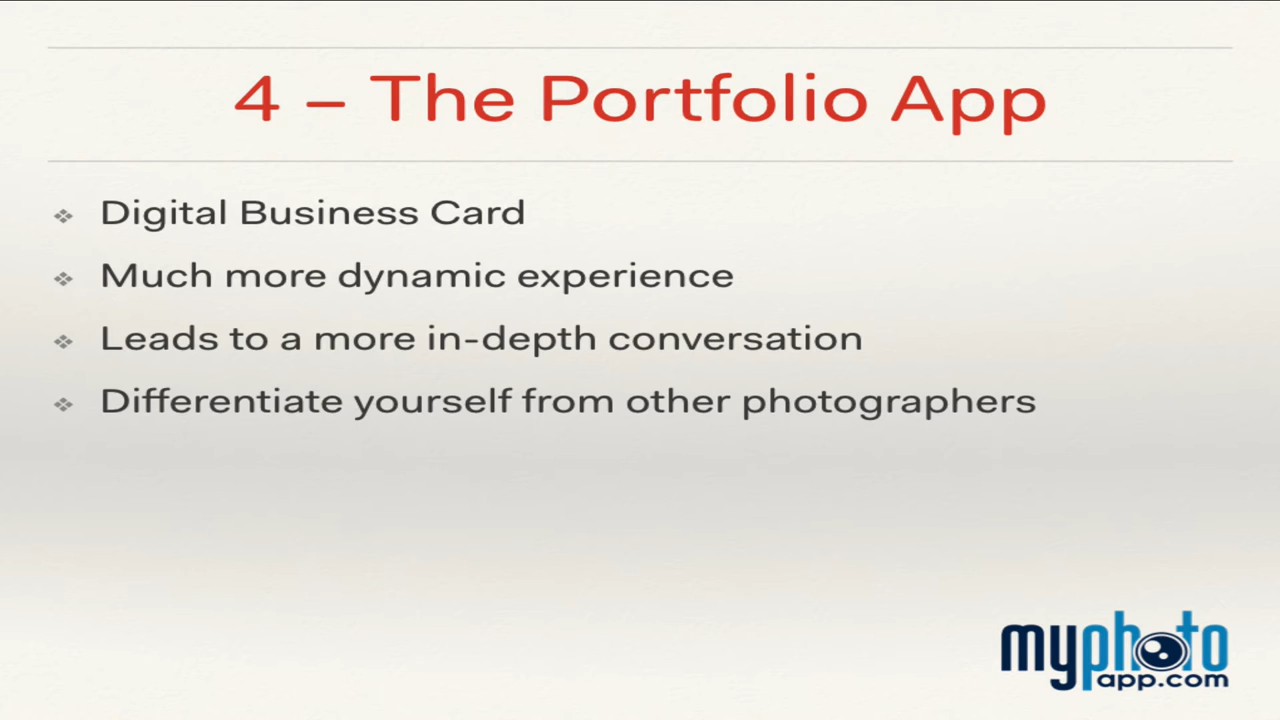 4 – The Portfolio App
❖ Digital Business Card
❖ Much more dynamic experience
❖ Leads to a more in-depth conversation
❖ Differentiate yourself from other photographers
myphoto
app.com